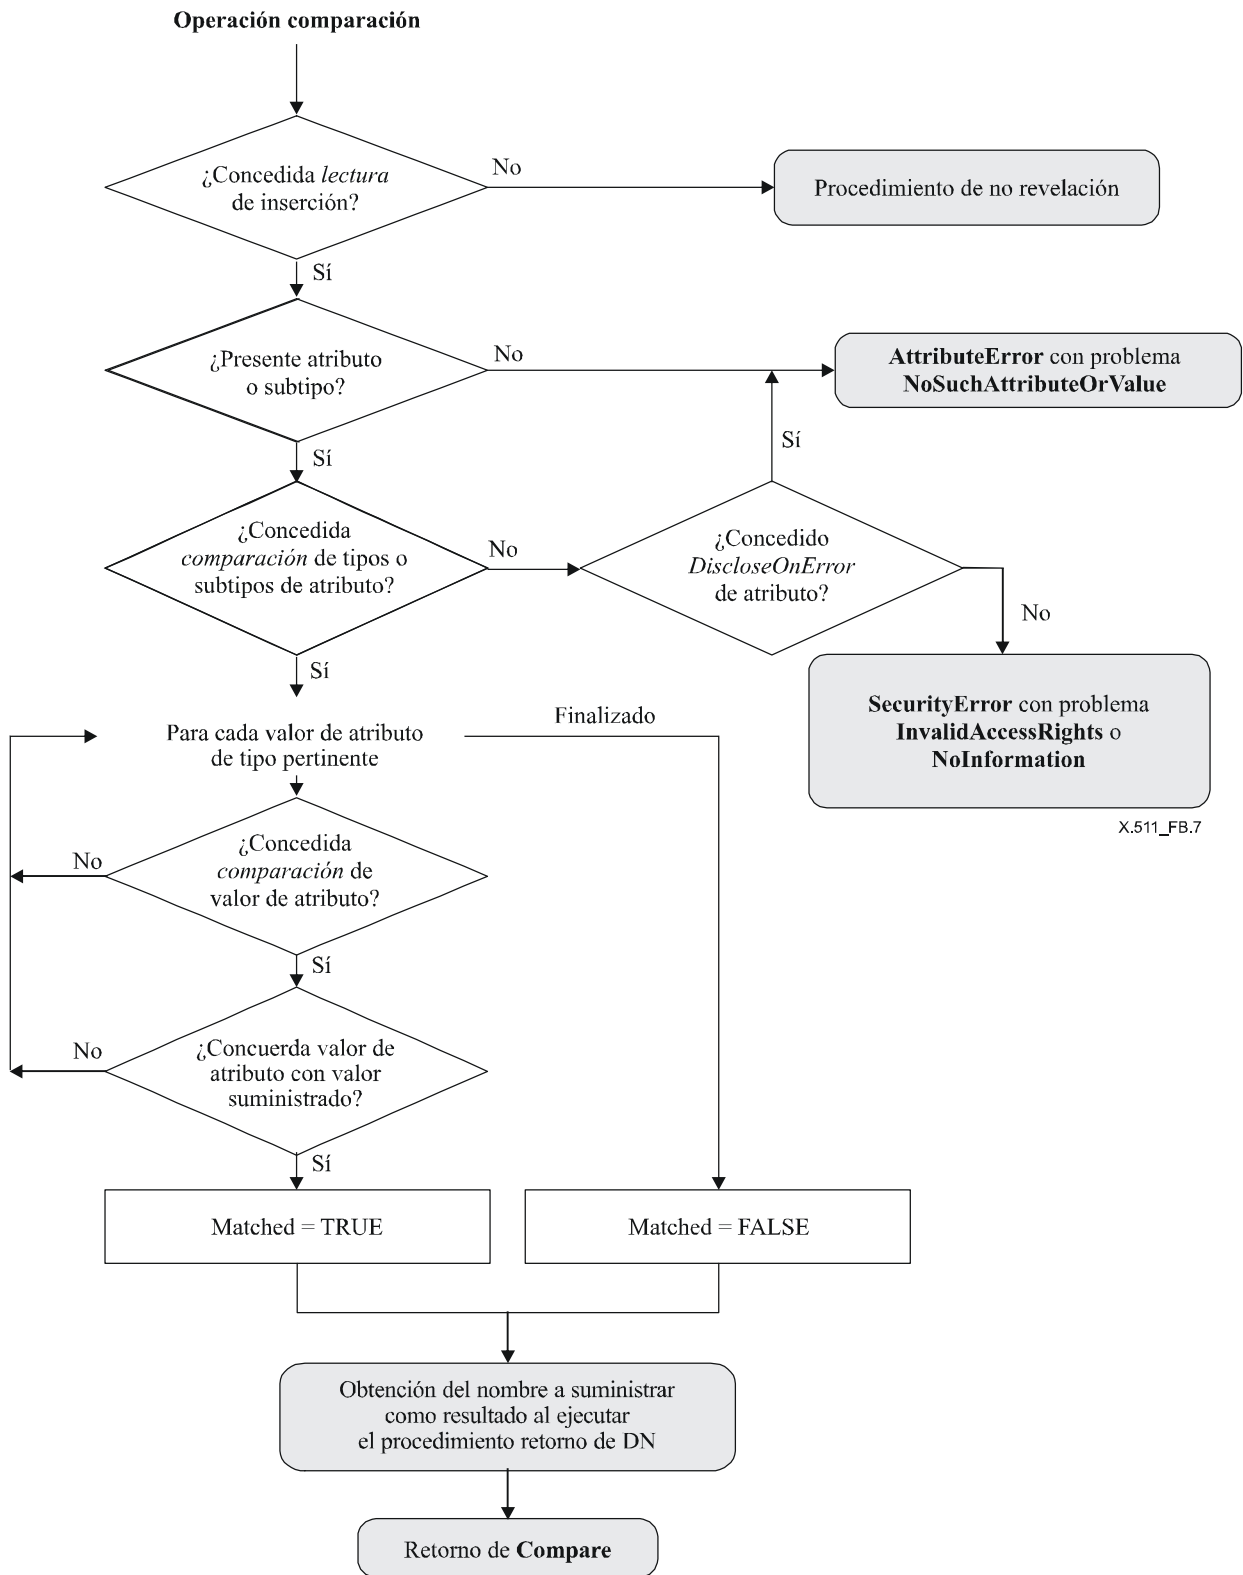 Operación comparación
¿Concedida lectura
de inserción?
No
Procedimiento de no revelación
Sí
¿Presente atributo
o subtipo?
No
AttributeError con problema
NoSuchAttributeOrValue
Sí
Sí
¿Concedida
comparación de tipos o
subtipos de atributo?
No
¿Concedido
DiscloseOnError
de atributo?
No
Sí
SecurityError con problema
InvalidAccessRights o
NoInformation
X.511_FB.7
Para cada valor de atributo
de tipo pertinente
Finalizado
¿Concedida
comparación de
valor de atributo?
No
Sí
¿Concuerda valor de
atributo con valor
suministrado?
No
Sí
Matched = TRUE
Matched = FALSE
Obtención del nombre a suministrar
como resultado al ejecutar
el procedimiento retorno de DN
Retorno de Compare